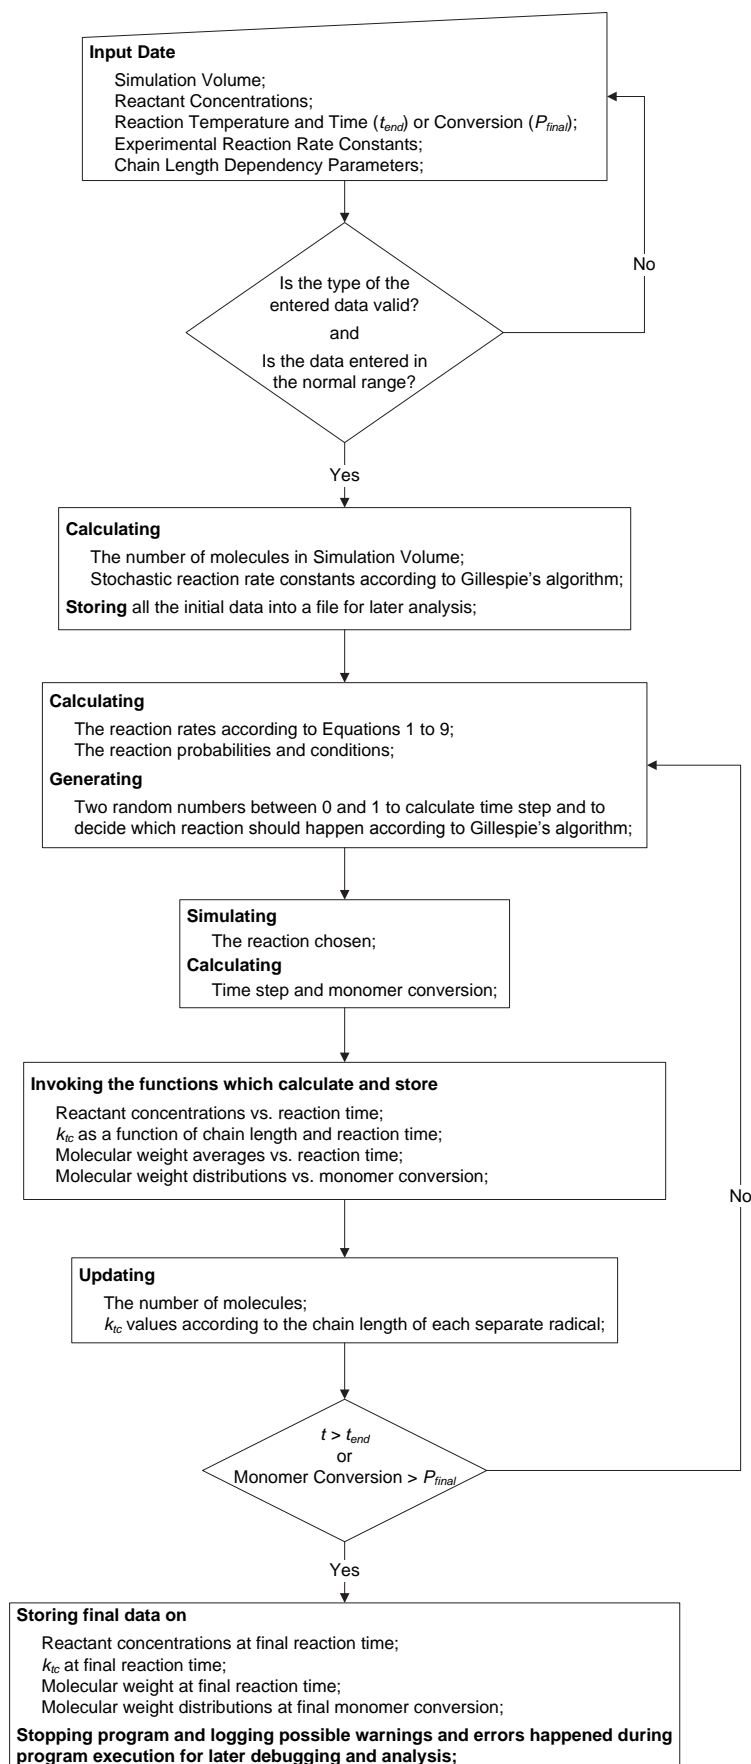 Input Date
Simulation Volume;
Reactant Concentrations;
Reaction Temperature and Time (tend) or Conversion (Pfinal);
Experimental Reaction Rate Constants;
Chain Length Dependency Parameters;
No
Is the type of the
entered data valid?
and
Is the data entered in
the normal range?
Yes
Calculating
The number of molecules in Simulation Volume;
Stochastic reaction rate constants according to Gillespie's algorithm;
Storing all the initial data into a file for later analysis;
Calculating
The reaction rates according to Equations 1 to 9;
The reaction probabilities and conditions;
Generating
Two random numbers between 0 and 1 to calculate time step and to
decide which reaction should happen according to Gillespie's algorithm;
Simulating
The reaction chosen;
Calculating
Time step and monomer conversion;
Invoking the functions which calculate and store
Reactant concentrations vs. reaction time;
ktc as a function of chain length and reaction time;
Molecular weight averages vs. reaction time;
Molecular weight distributions vs. monomer conversion;
No
Updating
The number of molecules;
ktc values according to the chain length of each separate radical;
t > tend
or
Monomer Conversion > Pfinal
Yes
Storing final data on
Reactant concentrations at final reaction time;
ktc at final reaction time;
Molecular weight at final reaction time;
Molecular weight distributions at final monomer conversion;
Stopping program and logging possible warnings and errors happened during
program execution for later debugging and analysis;